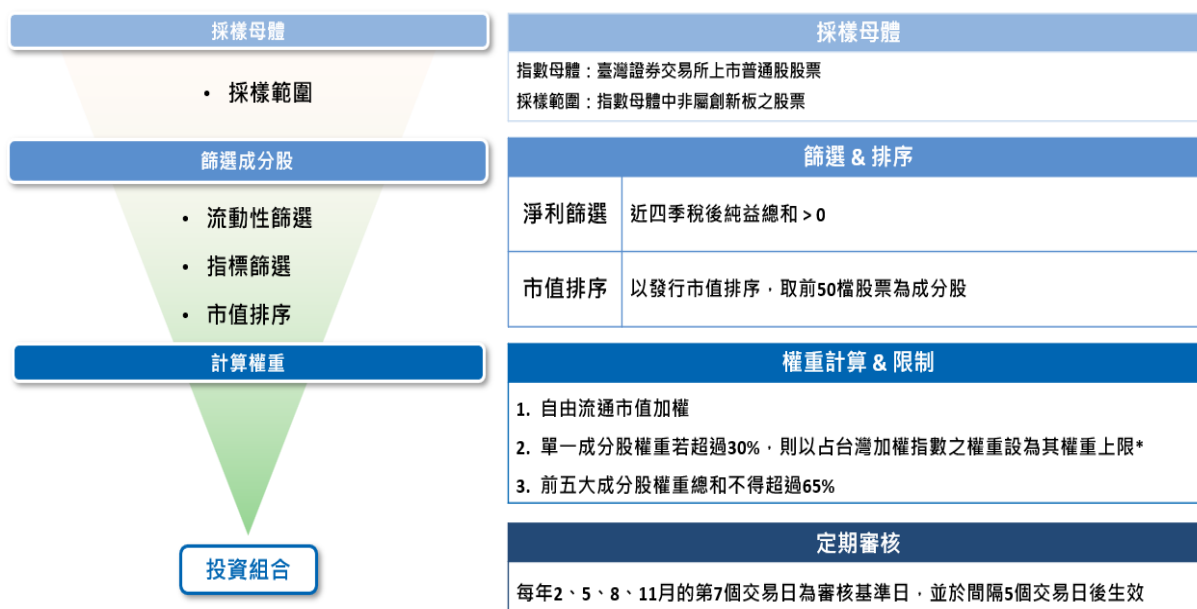 採樣母體
• 採樣範圍
篩選成分股
• 流動性篩選
• 指標篩選
• 市值排序
計算權重
投資組合
採樣母體
指數母體：臺灣證券交易所上市普通股股票
採樣範圍：指數母體中非屬創新板之股票
篩選 & 排序
淨利篩選 近四季稅後純益總和 > 0
市值排序 以發行市值排序，取前50檔股票為成分股
權重計算 & 限制
1. 自由流通市值加權
2. 單一成分股權重若超過30%，則以占台灣加權指數之權重設為其權重上限*
3. 前五大成分股權重總和不得超過65%
定期審核
每年2、5、8、11月的第7個交易日為審核基準日，並於間隔5個交易日後生效